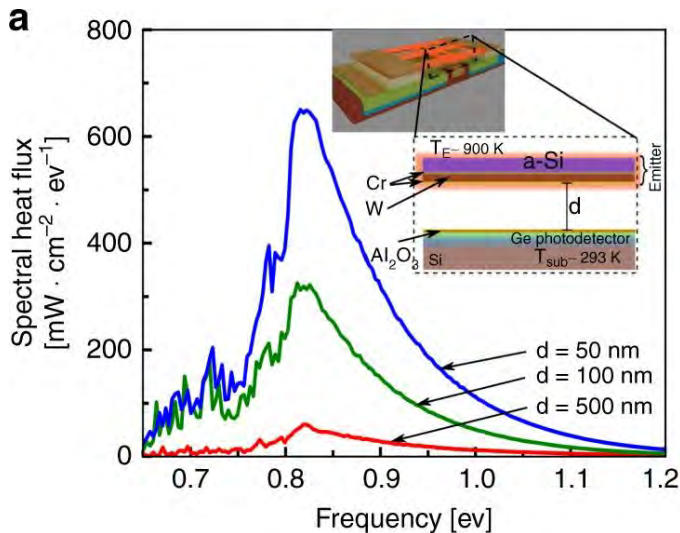 a
800
600
400
200
0
0.7
0.8
0.9
1.0
1.1
1.2
Spectral heat flux
[mW · cm⁻² · ev⁻¹]
Frequency [ev]
T_E~ 900 K
a-Si
Emitter
Cr
W
d
Al₂O₃
Ge photodetector
Si
T_sub~ 293 K
d = 50 nm
d = 100 nm
d = 500 nm